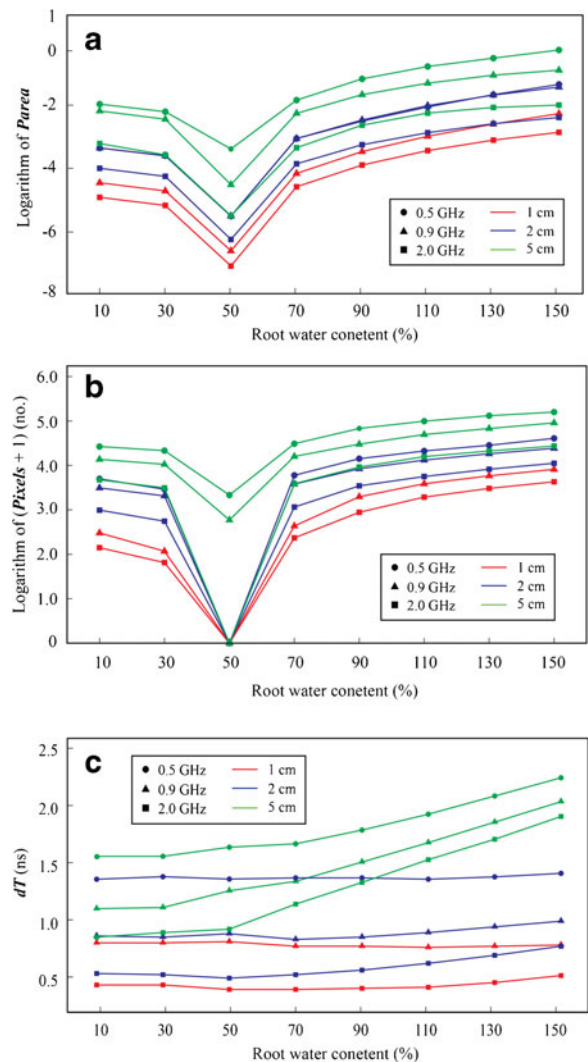 a
Logarithm of Parea
1
0
-2
-4
-6
-8
10 30 50 70 90 110 130 150
Root water conetent (%)
0.5 GHz 1 cm
0.9 GHz 2 cm
2.0 GHz 5 cm
b
Logarithm of (Pixels + 1) (no.)
6.0
5.0
4.0
3.0
2.0
1.0
0
10 30 50 70 90 110 130 150
Root water conetent (%)
0.5 GHz 1 cm
0.9 GHz 2 cm
2.0 GHz 5 cm
c
dT (ns)
2.5
2.0
1.5
1.0
0.5
0.5 GHz 1 cm
0.9 GHz 2 cm
2.0 GHz 5 cm
10 30 50 70 90 110 130 150
Root water conetent (%)